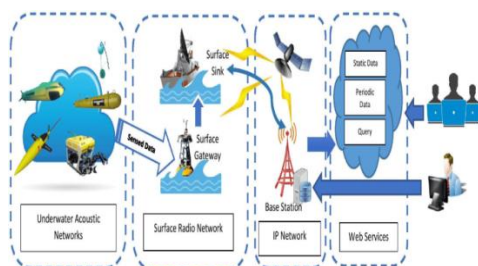 Surface
Sink
Sensed Data
Surface
Gateway
Base Station
Static Data
Periodic
Data
Query
Underwater Acoustic
Networks
Surface Radio Network
IP Network
Web Services